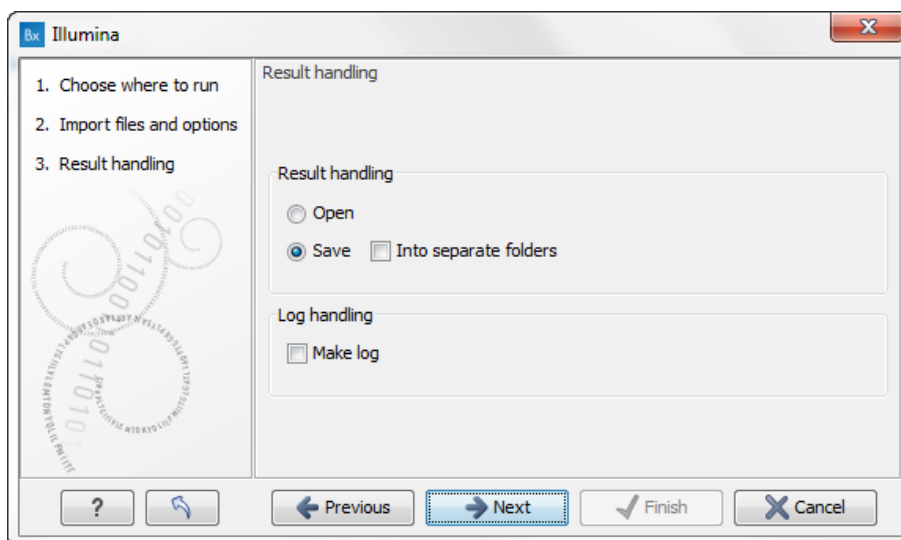 Bx Illumina
1. Choose where to run
2. Import files and options
3. Result handling
Result handling
Result handling
Open
Save Into separate folders
Log handling
Make log
? Previous Next Finish Cancel